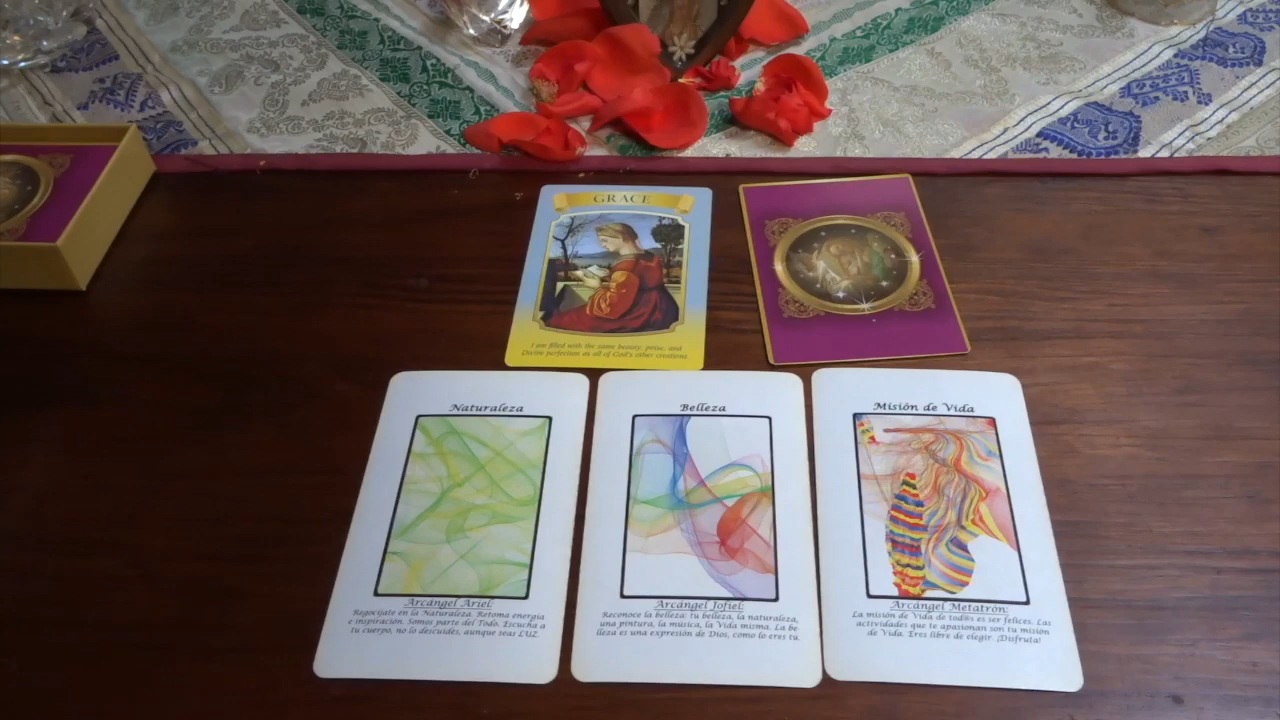 GRACE
I am filled with the same beauty, poise, and
Divine perfection as all of God's other creations.
Naturaleza
Arcángel Ariel:
Regocíjate en la Naturaleza. Retoma energía
e inspiración. Somos parte del Todo. Escucha a
tu cuerpo, no lo descuides, aunque seas LUZ.
Belleza
Arcángel Jofiel:
Reconoce la belleza: tu belleza, la naturaleza,
una pintura, la música, la Vida misma. La be
lleza es una expresión de Dios, como lo eres tú.
Misión de Vida
Arcángel Metatrón:
La misión de Vida de tod@s es ser felices. Las
actividades que te apasionan son tu misión
de Vida. Eres libre de elegir. ¡Disfruta!